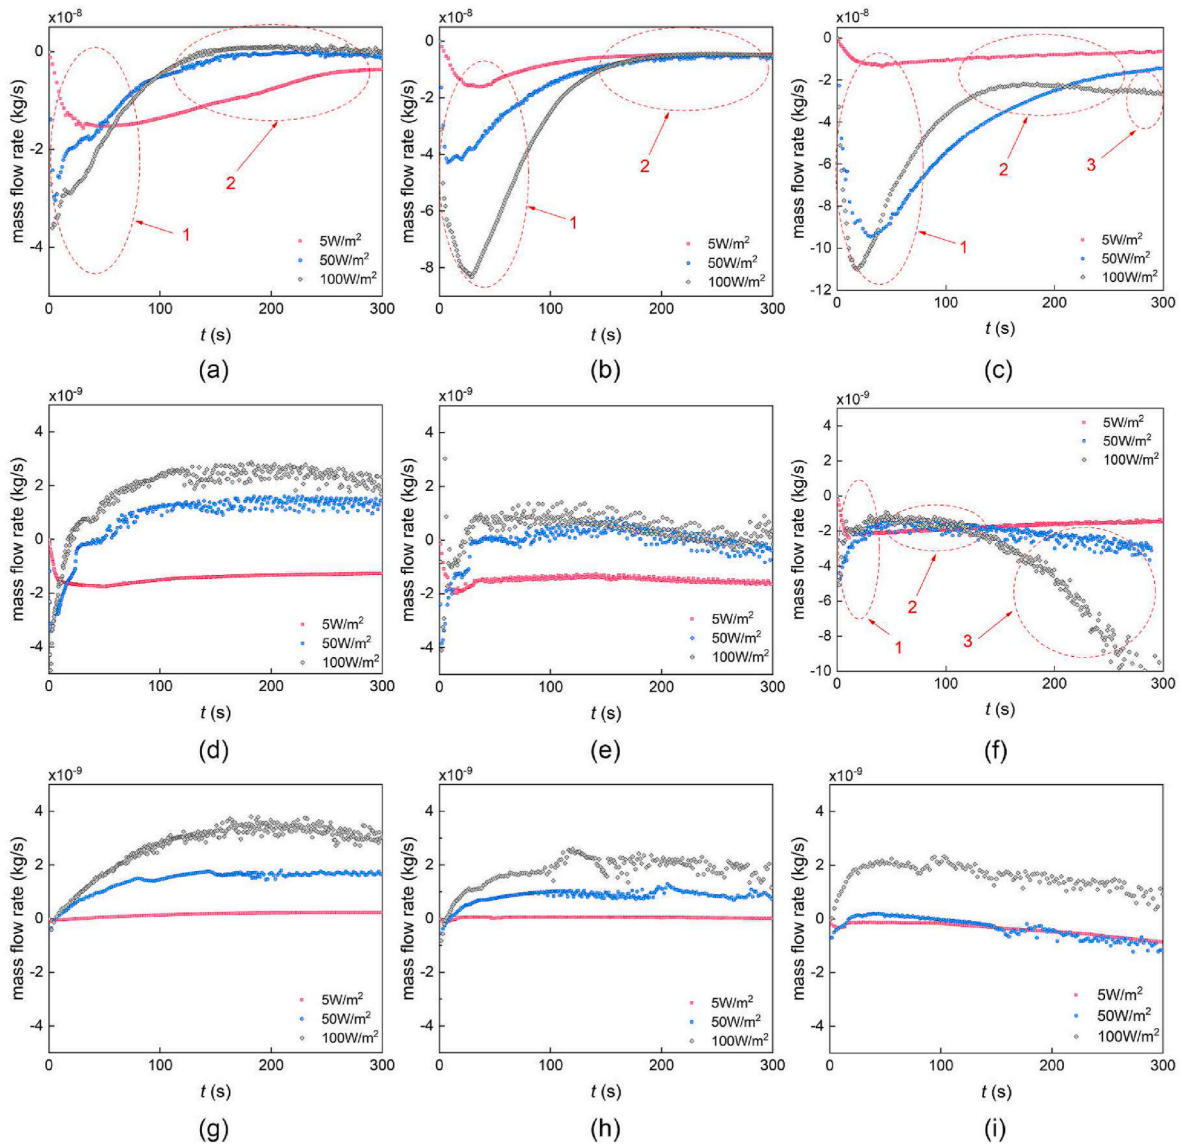 x10-8
mass flow rate (kg/s)
0
-2
-4
1
2
5W/m2
50W/m2
100W/m2
0 100 200 300
t (s)
(a)
x10-8
mass flow rate (kg/s)
0
-2
-4
-6
-8
1
2
5W/m2
50W/m2
100W/m2
0 100 200 300
t (s)
(b)
x10-8
mass flow rate (kg/s)
0
-2
-4
-6
-8
-10
-12
1
2
3
5W/m2
50W/m2
100W/m2
0 100 200 300
t (s)
(c)
x10-9
mass flow rate (kg/s)
4
2
0
-2
-4
5W/m2
50W/m2
100W/m2
0 100 200 300
t (s)
(d)
x10-9
mass flow rate (kg/s)
4
2
0
-2
-4
5W/m2
50W/m2
100W/m2
0 100 200 300
t (s)
(e)
x10-9
mass flow rate (kg/s)
4
2
0
-2
-4
-6
-8
-10
5W/m2
50W/m2
100W/m2
1
2
3
0 100 200 300
t (s)
(f)
x10-9
mass flow rate (kg/s)
4
2
0
-2
-4
5W/m2
50W/m2
100W/m2
0 100 200 300
t (s)
(g)
x10-9
mass flow rate (kg/s)
4
2
0
-2
-4
5W/m2
50W/m2
100W/m2
0 100 200 300
t (s)
(h)
x10-9
mass flow rate (kg/s)
4
2
0
-2
-4
5W/m2
50W/m2
100W/m2
0 100 200 300
t (s)
(i)